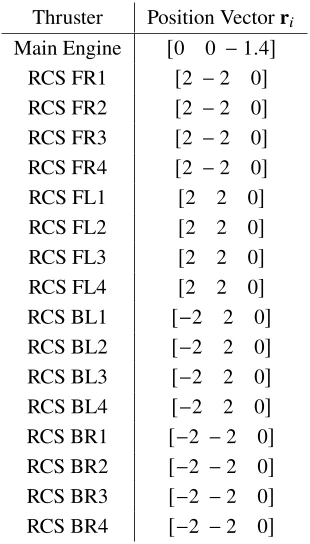 Thruster Position Vector rᵢ
Main Engine [0 0 − 1.4]
RCS FR1 [2 − 2 0]
RCS FR2 [2 − 2 0]
RCS FR3 [2 − 2 0]
RCS FR4 [2 − 2 0]
RCS FL1 [2 2 0]
RCS FL2 [2 2 0]
RCS FL3 [2 2 0]
RCS FL4 [2 2 0]
RCS BL1 [−2 2 0]
RCS BL2 [−2 2 0]
RCS BL3 [−2 2 0]
RCS BL4 [−2 2 0]
RCS BR1 [−2 − 2 0]
RCS BR2 [−2 − 2 0]
RCS BR3 [−2 − 2 0]
RCS BR4 [−2 − 2 0]